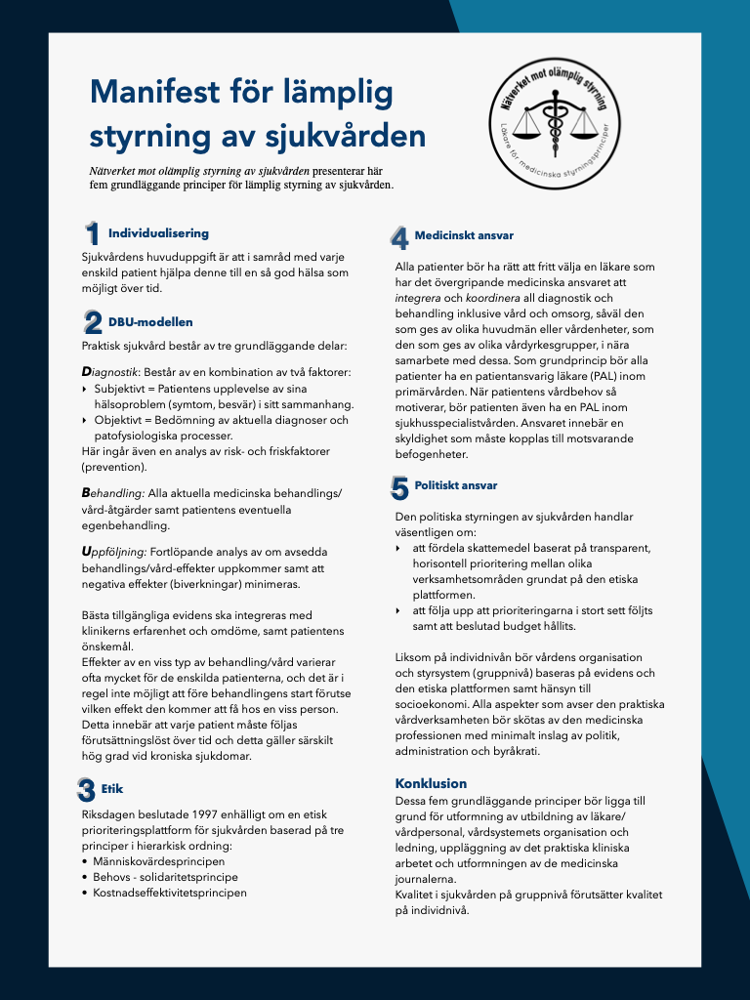 Manifest för lämplig
styrning av sjukvården
Nätverket mot olämplig styrning av sjukvården presenterar här
fem grundläggande principer för lämplig styrning av sjukvården.
Nätverket mot olämplig styrning
Läkare för medicinska styrningsprinciper
1 Individualisering
Sjukvårdens huvuduppgift är att i samråd med varje
enskild patient hjälpa denne till en så god hälsa som
möjligt över tid.
2 DBU-modellen
Praktisk sjukvård består av tre grundläggande delar:
Diagnostik: Består av en kombination av två faktorer:
‣ Subjektivt = Patientens upplevelse av sina
hälsoproblem (symtom, besvär) i sitt sammanhang.
‣ Objektivt = Bedömning av aktuella diagnoser och
patofysiologiska processer.
Här ingår även en analys av risk- och friskfaktorer
(prevention).
Behandling: Alla aktuella medicinska behandlings/
vård-åtgärder samt patientens eventuella
egenbehandling.
Uppföljning: Fortlöpande analys av om avsedda
behandlings/vård-effekter uppkommer samt att
negativa effekter (biverkningar) minimeras.
Bästa tillgängliga evidens ska integreras med
klinikerns erfarenhet och omdöme, samt patientens
önskemål.
Effekter av en viss typ av behandling/vård varierar
ofta mycket för de enskilda patienterna, och det är i
regel inte möjligt att före behandlingens start förutse
vilken effekt den kommer att få hos en viss person.
Detta innebär att varje patient måste följas
förutsättningslöst över tid och detta gäller särskilt
hög grad vid kroniska sjukdomar.
3 Etik
Riksdagen beslutade 1997 enhälligt om en etisk
prioriteringsplattform för sjukvården baserad på tre
principer i hierarkisk ordning:
• Människovärdesprincipen
• Behovs - solidaritetsprincipe
• Kostnadseffektivitetsprincipen
4 Medicinskt ansvar
Alla patienter bör ha rätt att fritt välja en läkare som
har det övergripande medicinska ansvaret att
integrera och koordinera all diagnostik och
behandling inklusive vård och omsorg, såväl den
som ges av olika huvudmän eller vårdenheter, som
den som ges av olika vårdyrkesgrupper, i nära
samarbete med dessa. Som grundprincip bör alla
patienter ha en patientansvarig läkare (PAL) inom
primärvården. När patientens vårdbehov så
motiverar, bör patienten även ha en PAL inom
sjukhusspecialistvården. Ansvaret innebär en
skyldighet som måste kopplas till motsvarande
befogenheter.
5 Politiskt ansvar
Den politiska styrningen av sjukvården handlar
väsentligen om:
‣ att fördela skattemedel baserat på transparent,
horisontell prioritering mellan olika
verksamhetsområden grundat på den etiska
plattformen.
‣ att följa upp att prioriteringarna i stort sett följts
samt att beslutad budget hållits.
Liksom på individnivån bör vårdens organisation
och styrsystem (gruppnivå) baseras på evidens och
den etiska plattformen samt hänsyn till
socioekonomi. Alla aspekter som avser den praktiska
vårdverksamheten bör skötas av den medicinska
professionen med minimalt inslag av politik,
administration och byråkrati.
Konklusion
Dessa fem grundläggande principer bör ligga till
grund för utformning av utbildning av läkare/
vårdpersonal, vårdsystemets organisation och
ledning, uppläggning av det praktiska kliniska
arbetet och utformningen av de medicinska
journalerna.
Kvalitet i sjukvården på gruppnivå förutsätter kvalitet
på individnivå.